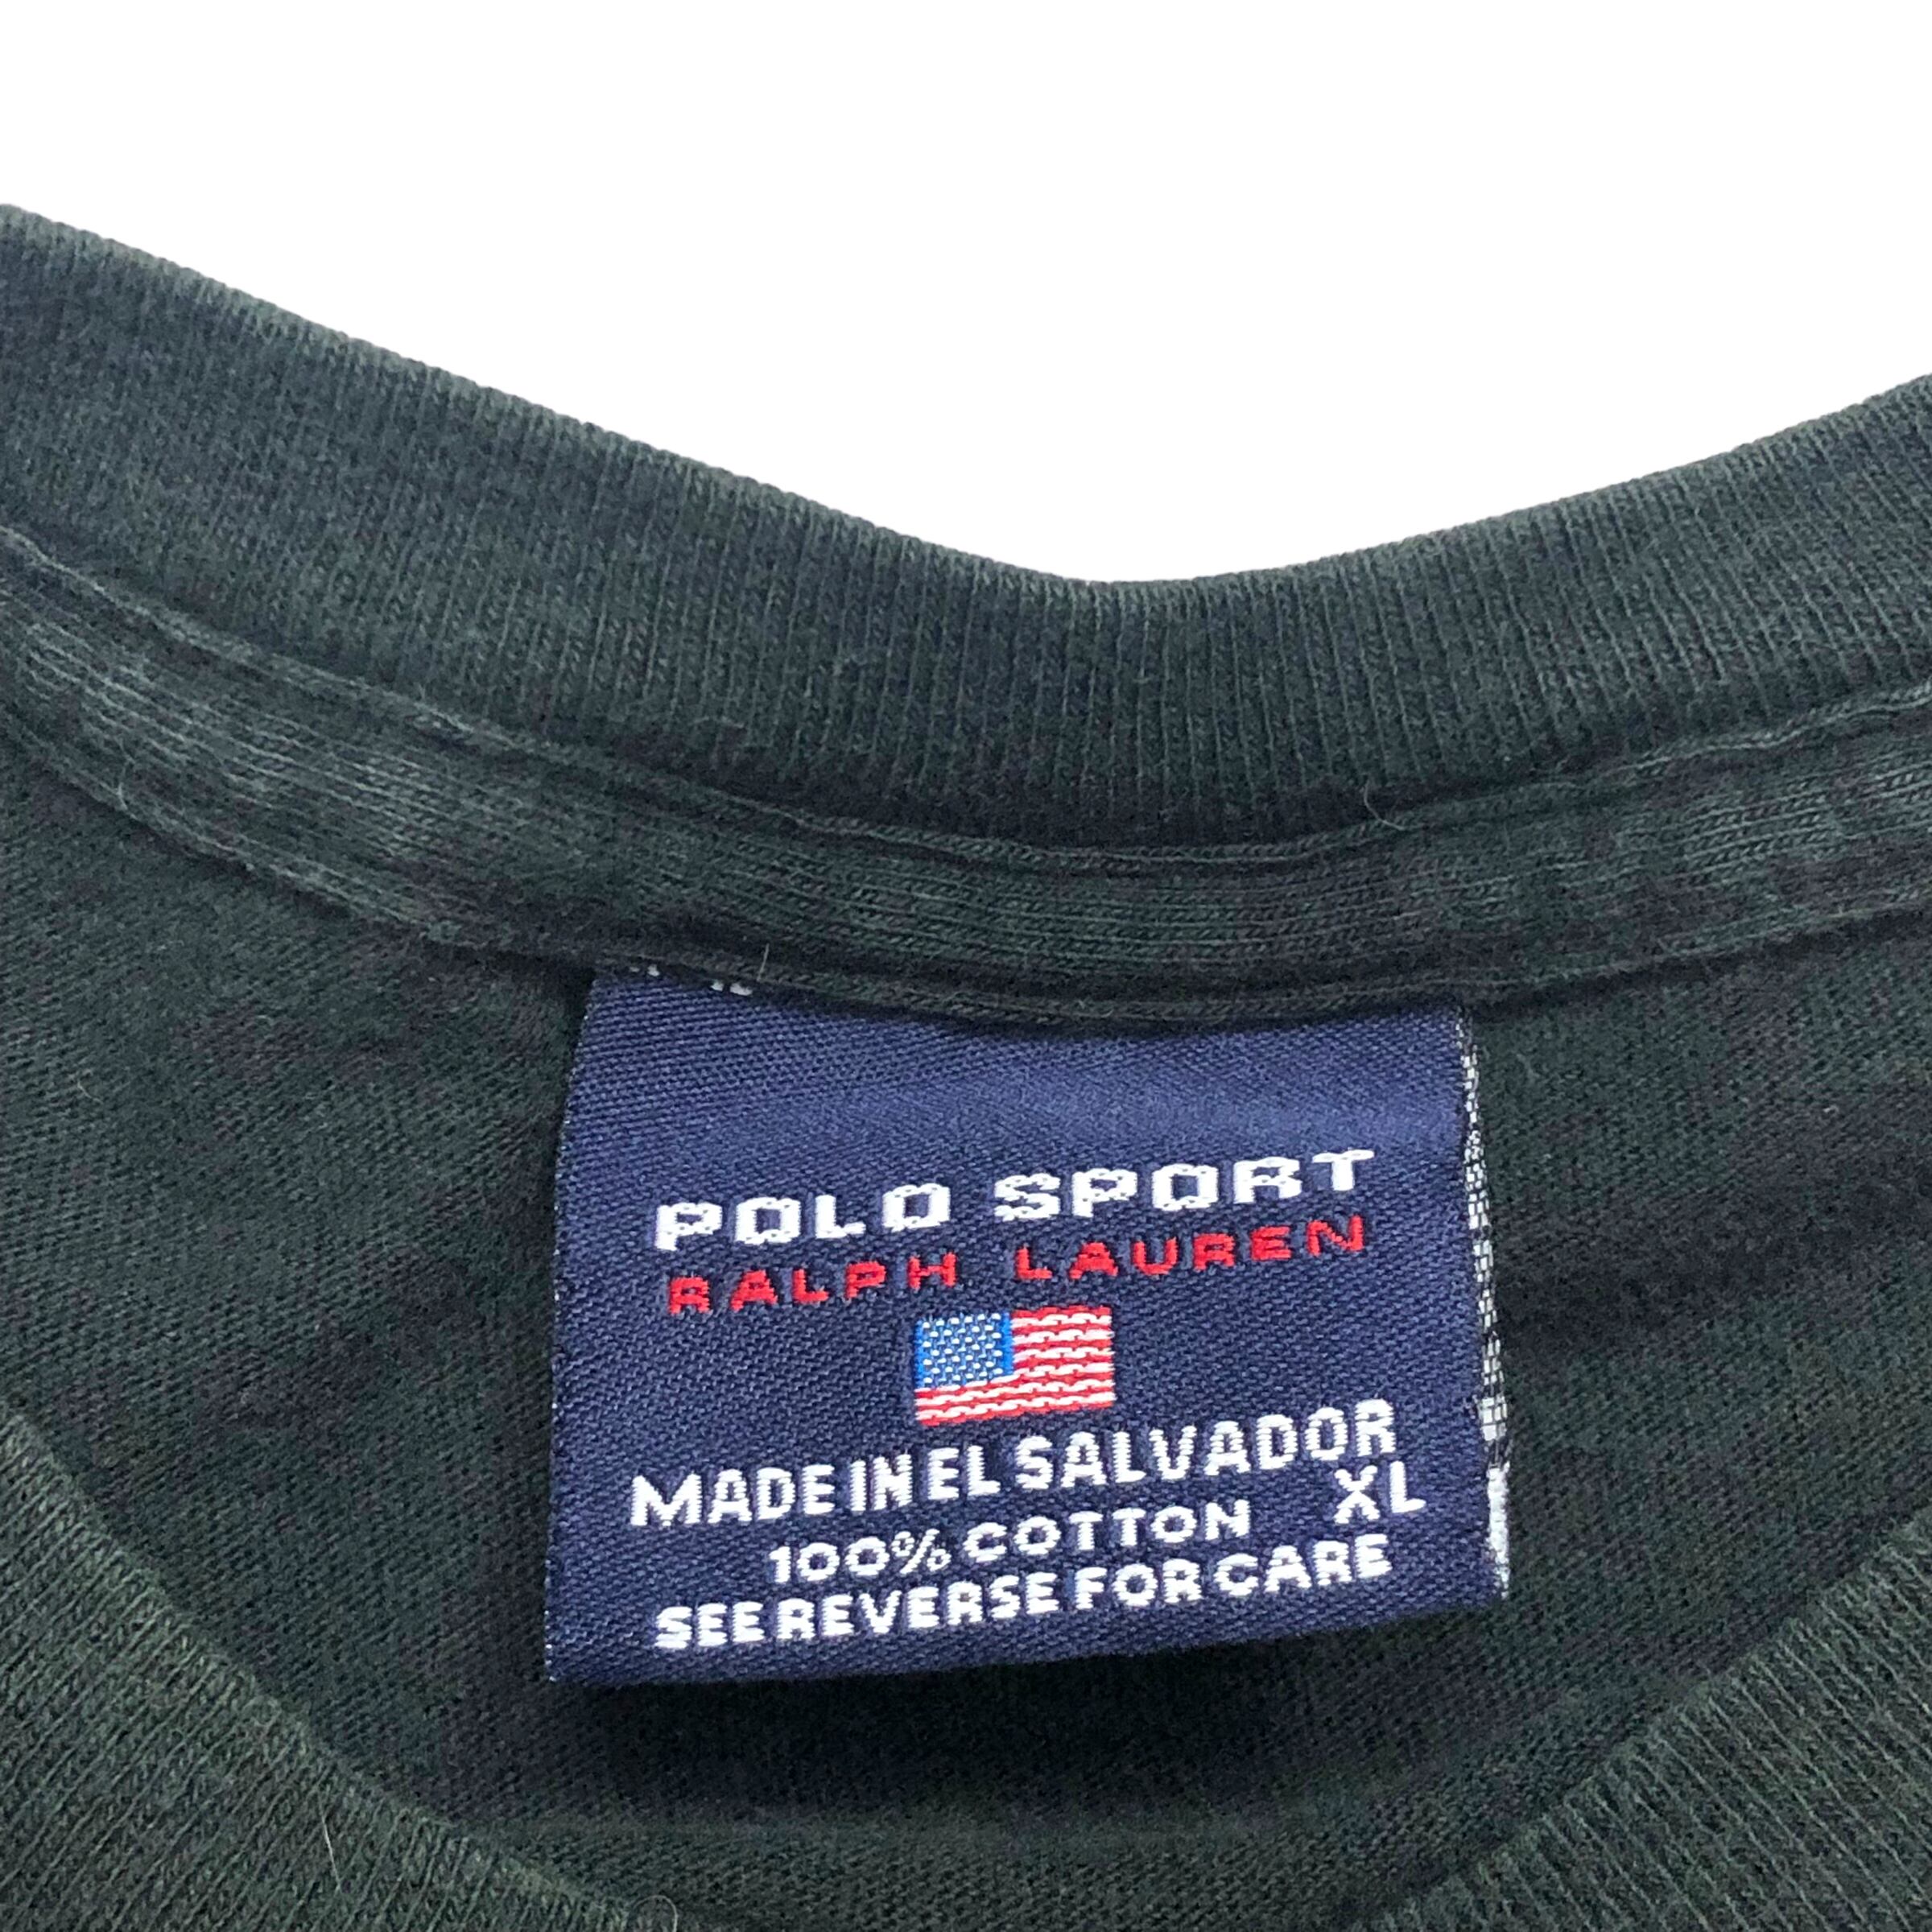 POLO SPORT
RALPH LAUREN
MADE IN EL SALVADOR
100% COTTON XL
SEE REVERSE FOR CARE